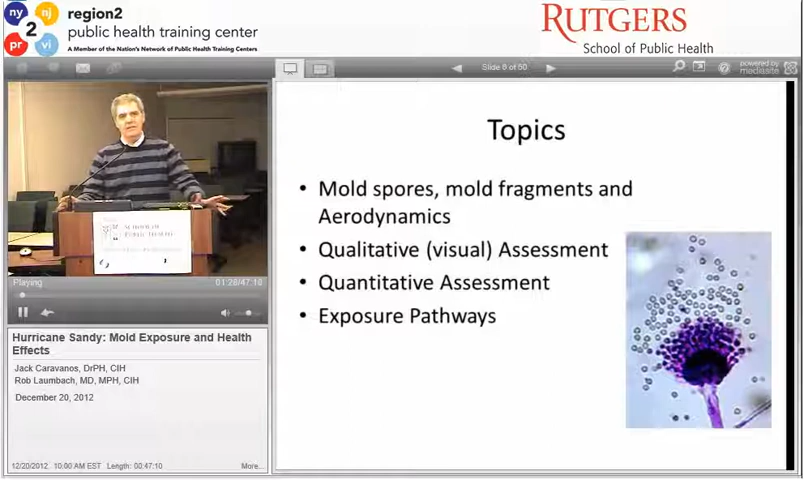 ny
nj
2
pr
vi
region2
public health training center
A Member of the Nation's Network of Public Health Training Centers
RUTGERS
School of Public Health
powered by
mediasite
Playing
01:28/47:10
Hurricane Sandy: Mold Exposure and Health
Effects
Jack Caravanos, DrPH, CIH
Rob Laumbach, MD, MPH, CIH
December 20, 2012
12/20/2012 10:00 AM EST Length: 00:47:10 More...
Topics
• Mold spores, mold fragments and
Aerodynamics
• Qualitative (visual) Assessment
• Quantitative Assessment
• Exposure Pathways